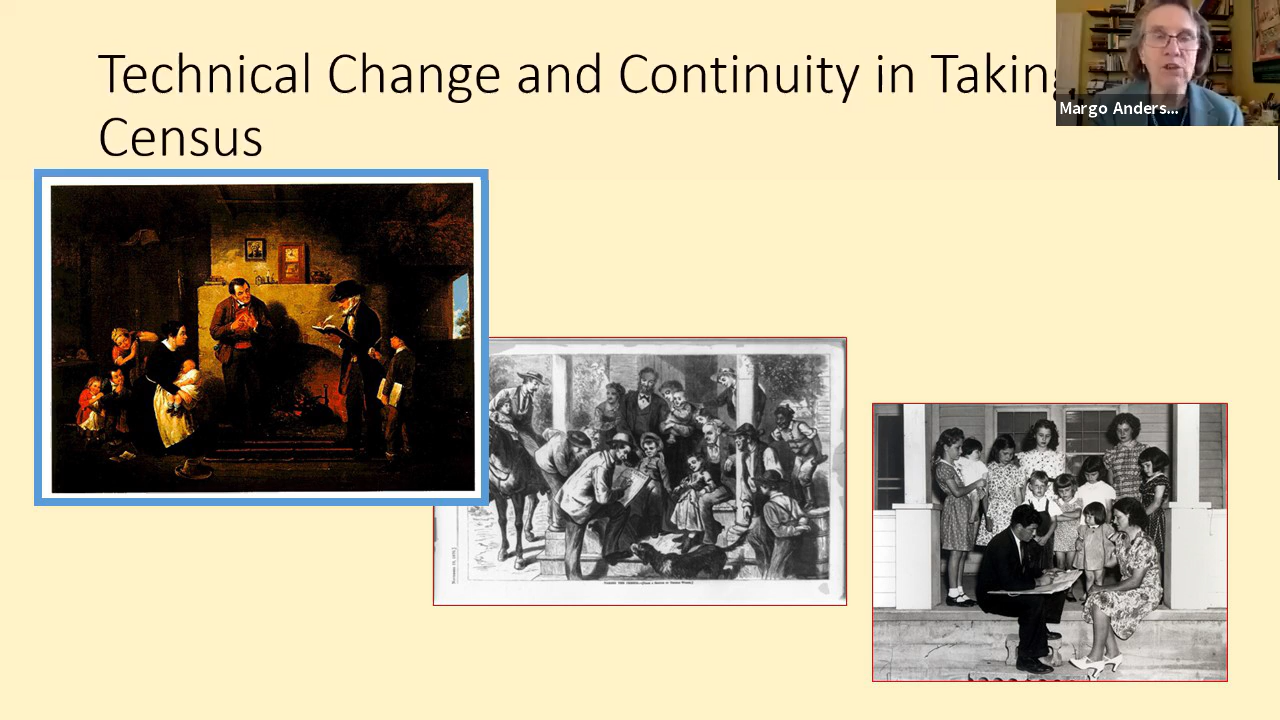 Technical Change and Continuity in Taking
Census
Margo Anders...